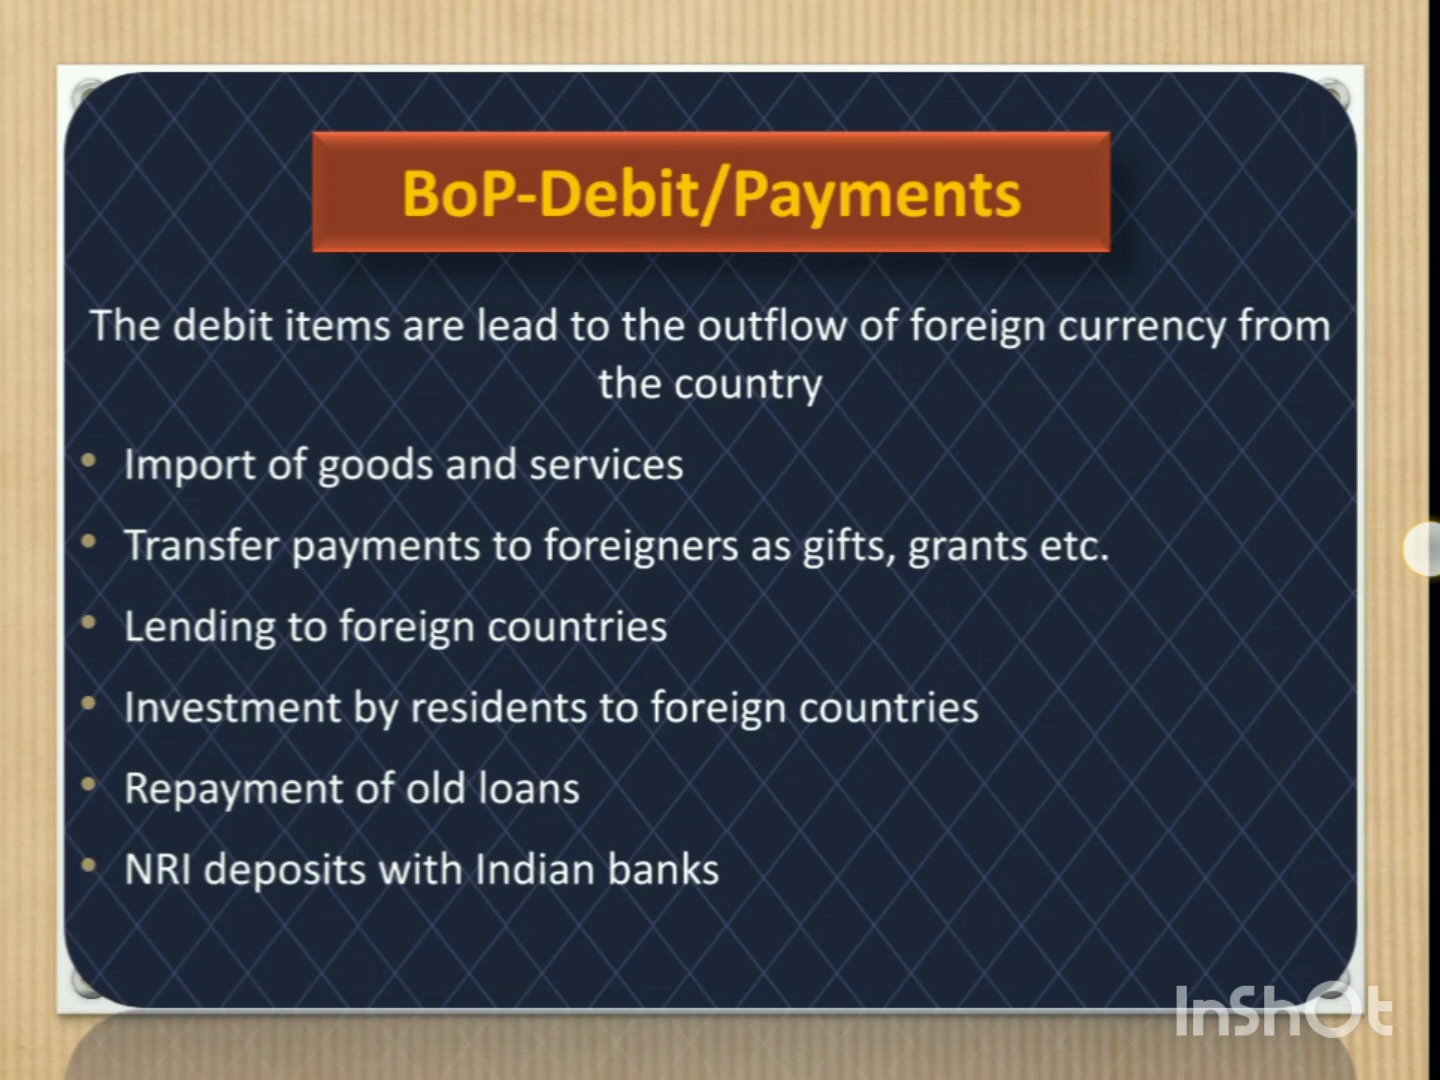 BoP-Debit/Payments
The debit items are lead to the outflow of foreign currency from
the country
• Import of goods and services
• Transfer payments to foreigners as gifts, grants etc.
• Lending to foreign countries
• Investment by residents to foreign countries
• Repayment of old loans
• NRI deposits with Indian banks
InShOt